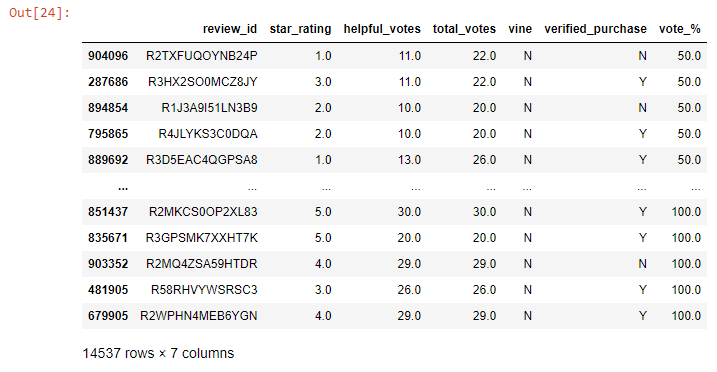 Out[24]:
review_id star_rating helpful_votes total_votes vine verified_purchase vote_%
904096 R2TXFUQOYNB24P 1.0 11.0 22.0 N N 50.0
287686 R3HX2SO0MCZ8JY 3.0 11.0 22.0 N Y 50.0
894854 R1J3A9I51LN3B9 2.0 10.0 20.0 N N 50.0
795865 R4JLYKS3C0DQA 2.0 10.0 20.0 N Y 50.0
889692 R3D5EAC4QGPSA8 1.0 13.0 26.0 N Y 50.0
... ... ... ... ... ... ... ...
851437 R2MKCS0OP2XL83 5.0 30.0 30.0 N Y 100.0
835671 R3GPSMK7XXHT7K 5.0 20.0 20.0 N Y 100.0
903352 R2MQ4ZSA59HTDR 4.0 29.0 29.0 N N 100.0
481905 R58RHVYWSRSC3 3.0 26.0 26.0 N Y 100.0
679905 R2WPHN4MEB6YGN 4.0 29.0 29.0 N Y 100.0
14537 rows × 7 columns